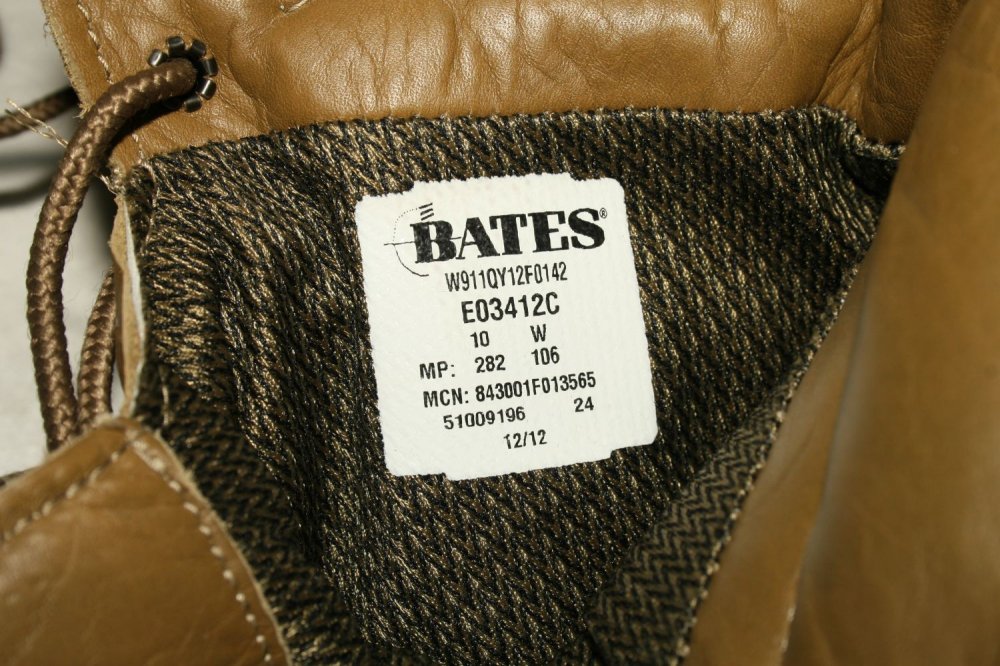 BATES®
W911QY12F0142
E03412C
10 W
MP: 282 106
MCN: 843001F013565
51009196 24
12/12